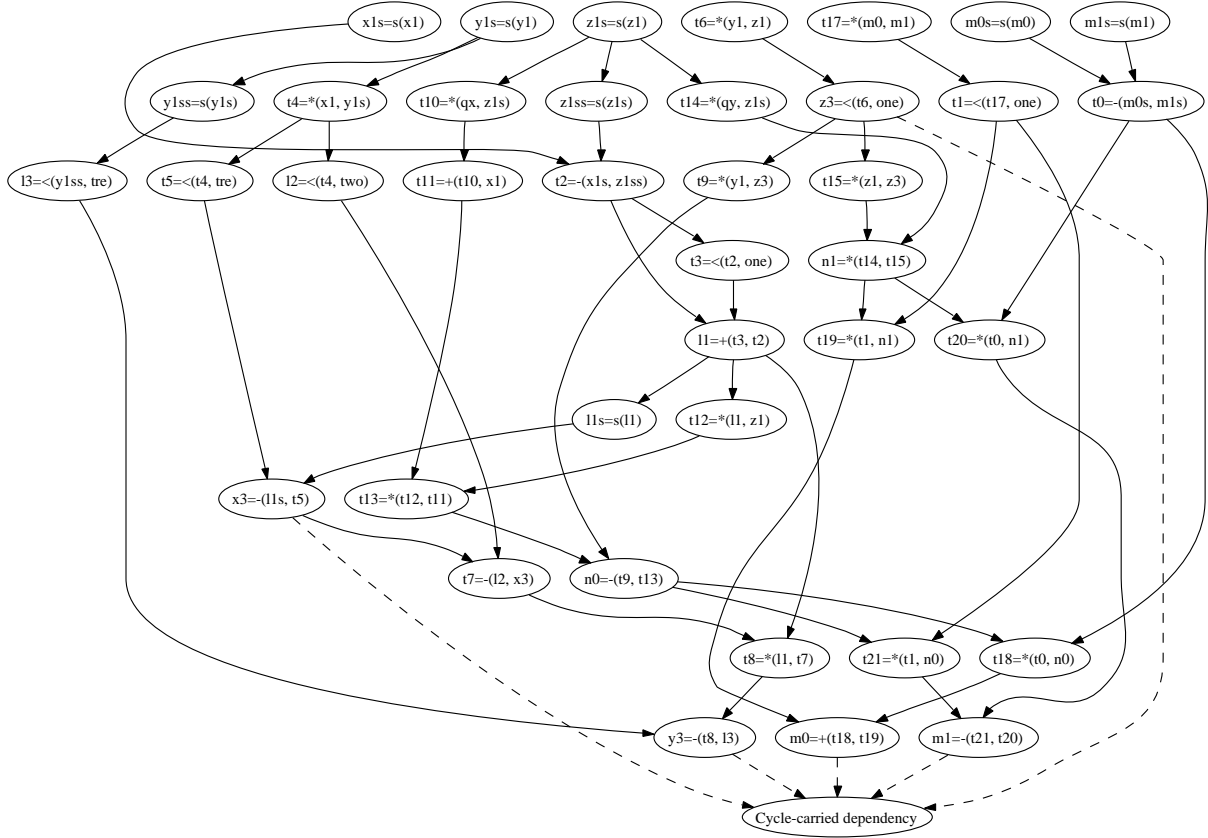 x1s=s(x1)
y1s=s(y1)
z1s=s(z1)
t6=*(y1, z1)
t17=*(m0, m1)
m0s=s(m0)
m1s=s(m1)
y1ss=s(y1s)
t4=*(x1, y1s)
t10=*(qx, z1s)
z1ss=s(z1s)
t14=*(qy, z1s)
z3=<(t6, one)
t1=<(t17, one)
t0=-(m0s, m1s)
l3=<(y1ss, tre)
t5=<(t4, tre)
l2=<(t4, two)
t11=+(t10, x1)
t2=-(x1s, z1ss)
t9=*(y1, z3)
t15=*(z1, z3)
t3=<(t2, one)
n1=*(t14, t15)
l1=+(t3, t2)
t19=*(t1, n1)
t20=*(t0, n1)
l1s=s(l1)
t12=*(l1, z1)
x3=-(l1s, t5)
t13=*(t12, t11)
t7=-(l2, x3)
n0=-(t9, t13)
t8=*(l1, t7)
t21=*(t1, n0)
t18=*(t0, n0)
y3=-(t8, l3)
m0=+(t18, t19)
m1=-(t21, t20)
Cycle-carried dependency